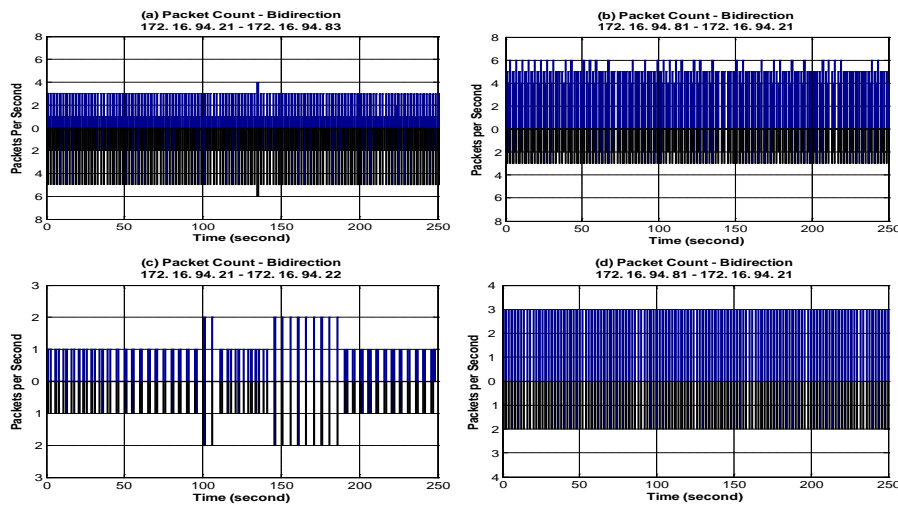 (a) Packet Count - Bidirection
172. 16. 94. 21 - 172. 16. 94. 83
8
6
4
2
0
2
4
6
8
Packets Per Second
0 50 100 150 200 250
Time (second)
(b) Packet Count - Bidirection
172. 16. 94. 81 - 172. 16. 94. 21
8
6
4
2
0
2
4
6
8
Packets per Second
0 50 100 150 200 250
Time (second)
(c) Packet Count - Bidirection
172. 16. 94. 21 - 172. 16. 94. 22
3
2
1
0
1
2
3
Packets per Second
0 50 100 150 200 250
Time (second)
(d) Packet Count - Bidirection
172. 16. 94. 81 - 172. 16. 94. 21
4
3
2
1
0
1
2
3
4
Packets per Second
0 50 100 150 200 250
Time (second)